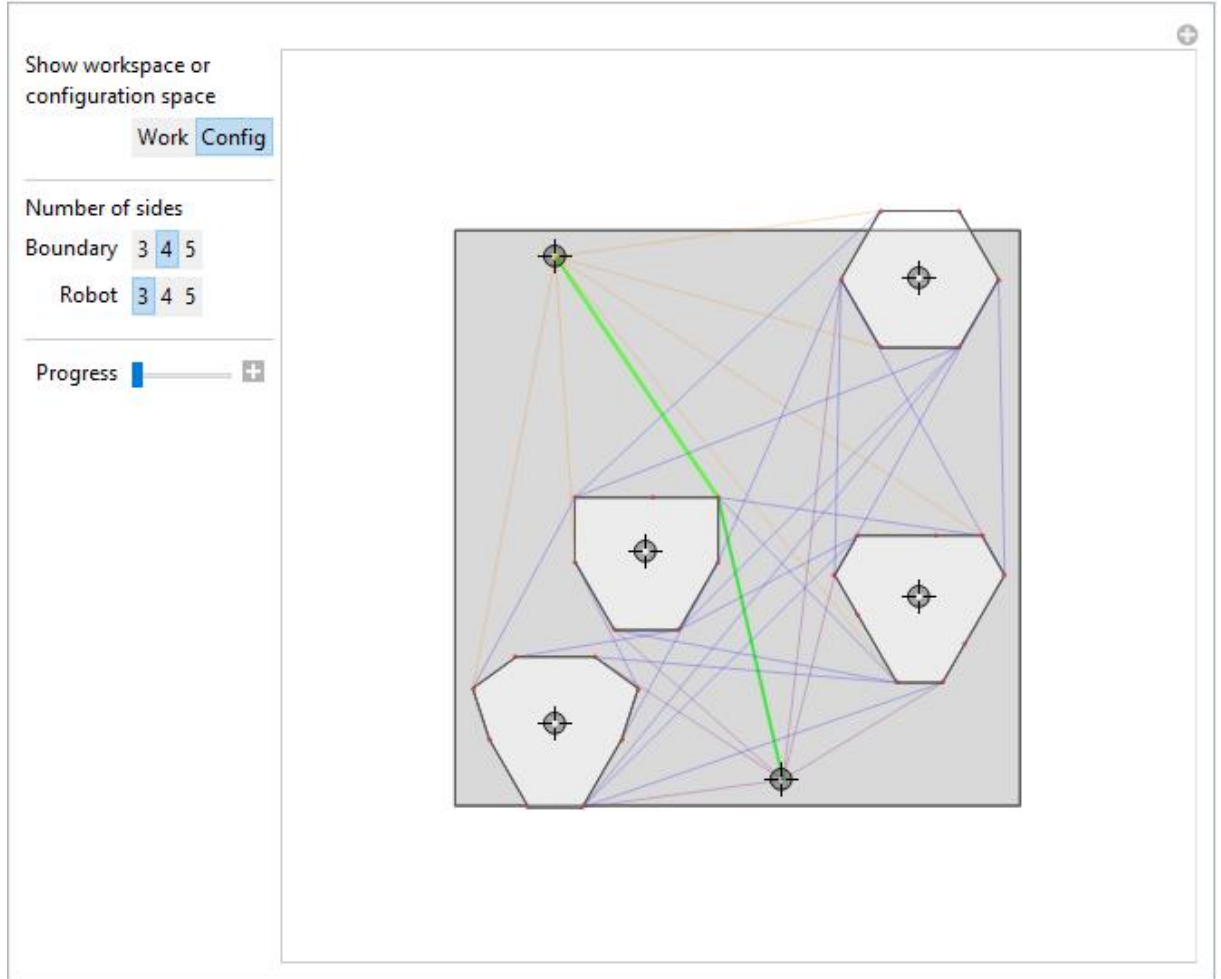 Show workspace or
configuration space
Work Config
Number of sides
Boundary 3 4 5
Robot 3 4 5
Progress